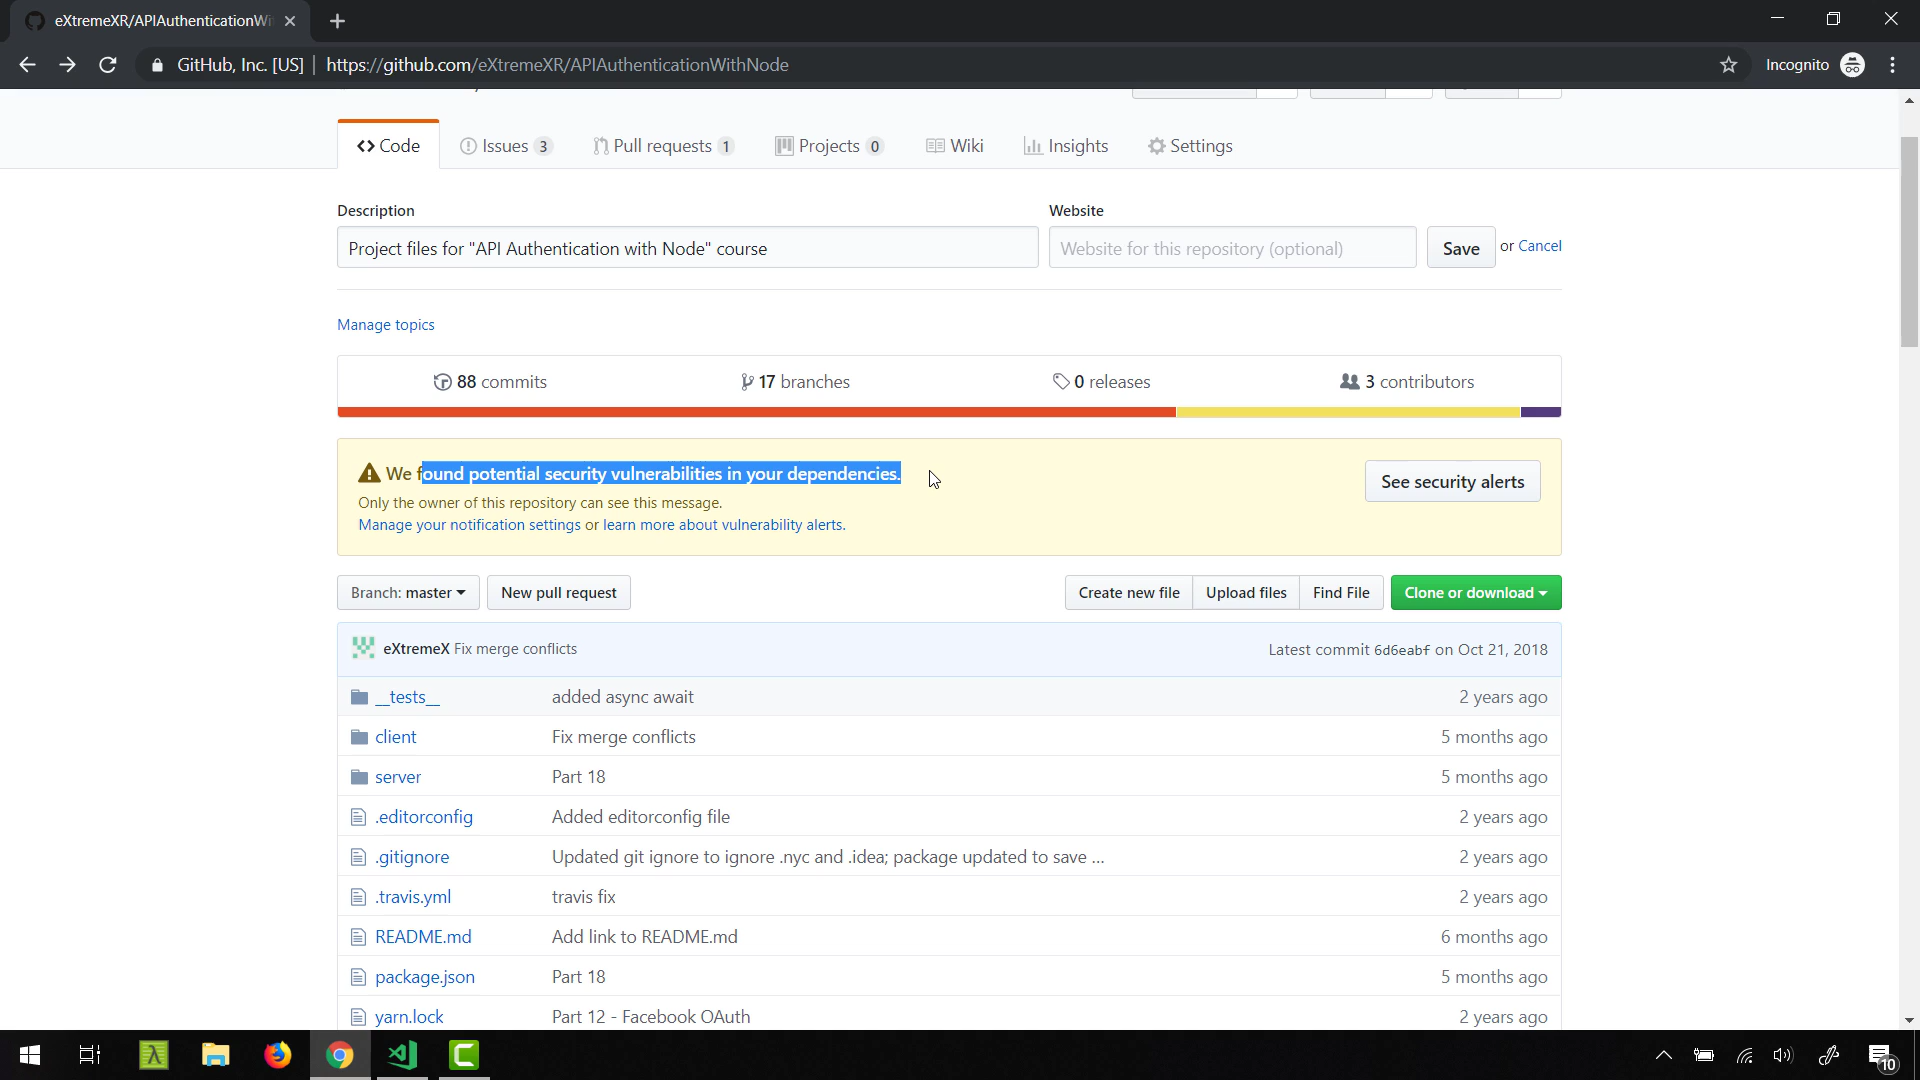 eXtremeXR/APIAuthenticationWi
GitHub, Inc. [US] | https://github.com/eXtremeXR/APIAuthenticationWithNode
Incognito
Code
Issues 3
Pull requests 1
Projects 0
Wiki
Insights
Settings
Description
Website
Project files for "API Authentication with Node" course
Website for this repository (optional)
Save
or Cancel
Manage topics
88 commits
17 branches
0 releases
3 contributors
We found potential security vulnerabilities in your dependencies.
See security alerts
Only the owner of this repository can see this message.
Manage your notification settings or learn more about vulnerability alerts.
Branch: master
New pull request
Create new file
Upload files
Find File
Clone or download
eXtremeX Fix merge conflicts
Latest commit 6d6eabf on Oct 21, 2018
__tests__ added async await 2 years ago
client Fix merge conflicts 5 months ago
server Part 18 5 months ago
.editorconfig Added editorconfig file 2 years ago
.gitignore Updated git ignore to ignore .nyc and .idea; package updated to save ... 2 years ago
.travis.yml travis fix 2 years ago
README.md Add link to README.md 6 months ago
package.json Part 18 5 months ago
yarn.lock Part 12 - Facebook OAuth 2 years ago
10